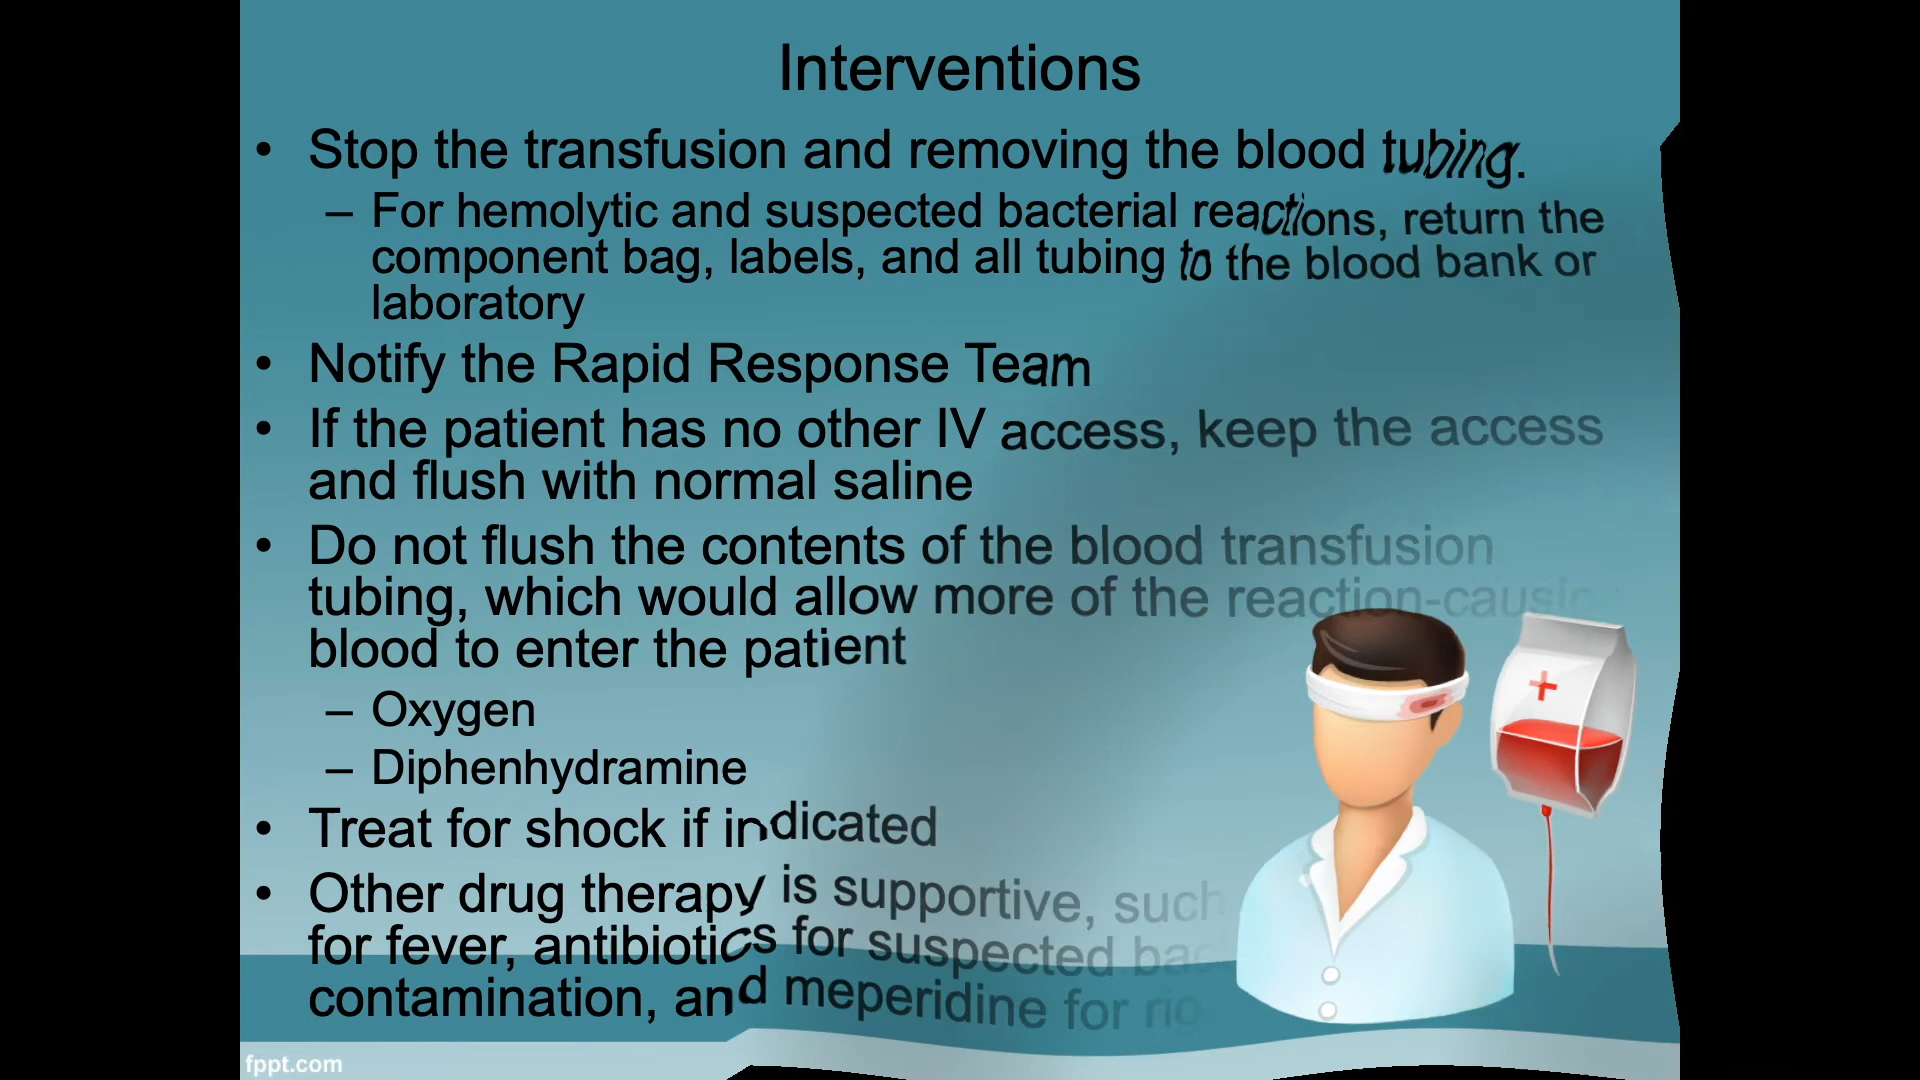 Interventions
• Stop the transfusion and removing the blood tubing.
– For hemolytic and suspected bacterial reactions, return the
component bag, labels, and all tubing to the blood bank or
laboratory
• Notify the Rapid Response Team
• If the patient has no other IV access, keep the access
and flush with normal saline
• Do not flush the contents of the blood transfusion
tubing, which would allow more of the reaction-causing
blood to enter the patient
– Oxygen
– Diphenhydramine
• Treat for shock if indicated
• Other drug therapy is supportive, such
for fever, antibiotics for suspected
contamination, and meperidine for
fppt.com